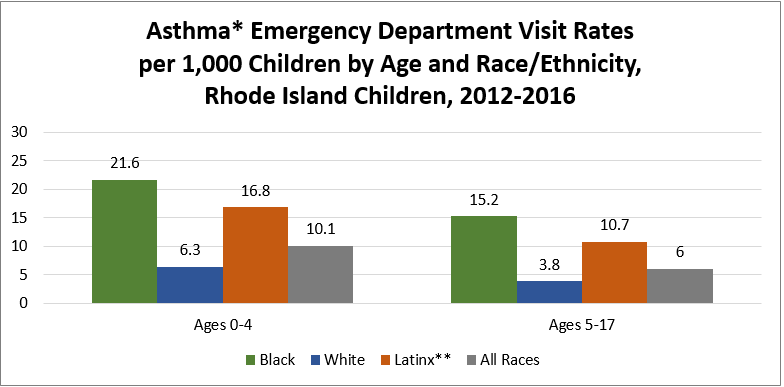 Asthma* Emergency Department Visit Rates
per 1,000 Children by Age and Race/Ethnicity,
Rhode Island Children, 2012-2016
30
25
20
15
10
5
0
21.6
6.3
16.8
10.1
15.2
3.8
10.7
6
Ages 0-4
Ages 5-17
Black White Latinx** All Races